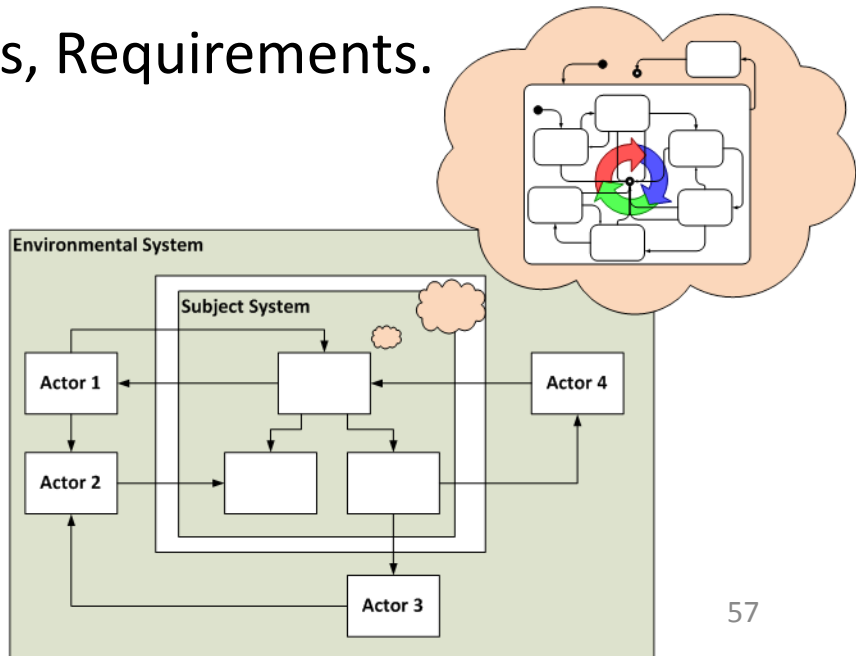 s, Requirements.
Environmental System
Subject System
Actor 1
Actor 4
Actor 2
Actor 3
57